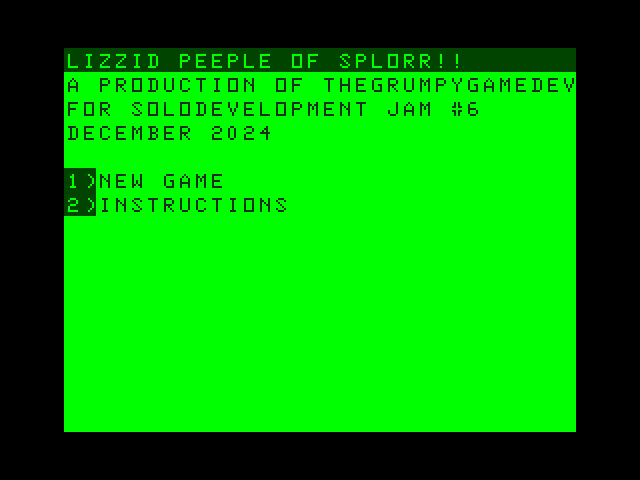 LIZZID PEEPLE OF SPLORR!!
A PRODUCTION OF THEGRUMPYGAMEDEV
FOR SOLODEVELOPMENT JAM #6
DECEMBER 2024
1)NEW GAME
2)INSTRUCTIONS